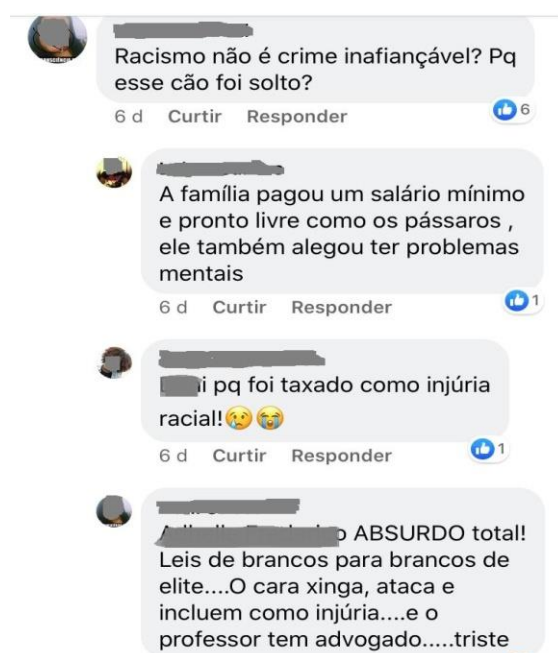 Racismo não é crime inafiançável? Pq
esse cão foi solto?
6 d Curtir Responder
6
A família pagou um salário mínimo
e pronto livre como os pássaros ,
ele também alegou ter problemas
mentais
6 d Curtir Responder
1
pq foi taxado como injúria
racial!😢😭
6 d Curtir Responder
1
ABSURDO total!
Leis de brancos para brancos de
elite....O cara xinga, ataca e
incluem como injúria....e o
professor tem advogado.....triste